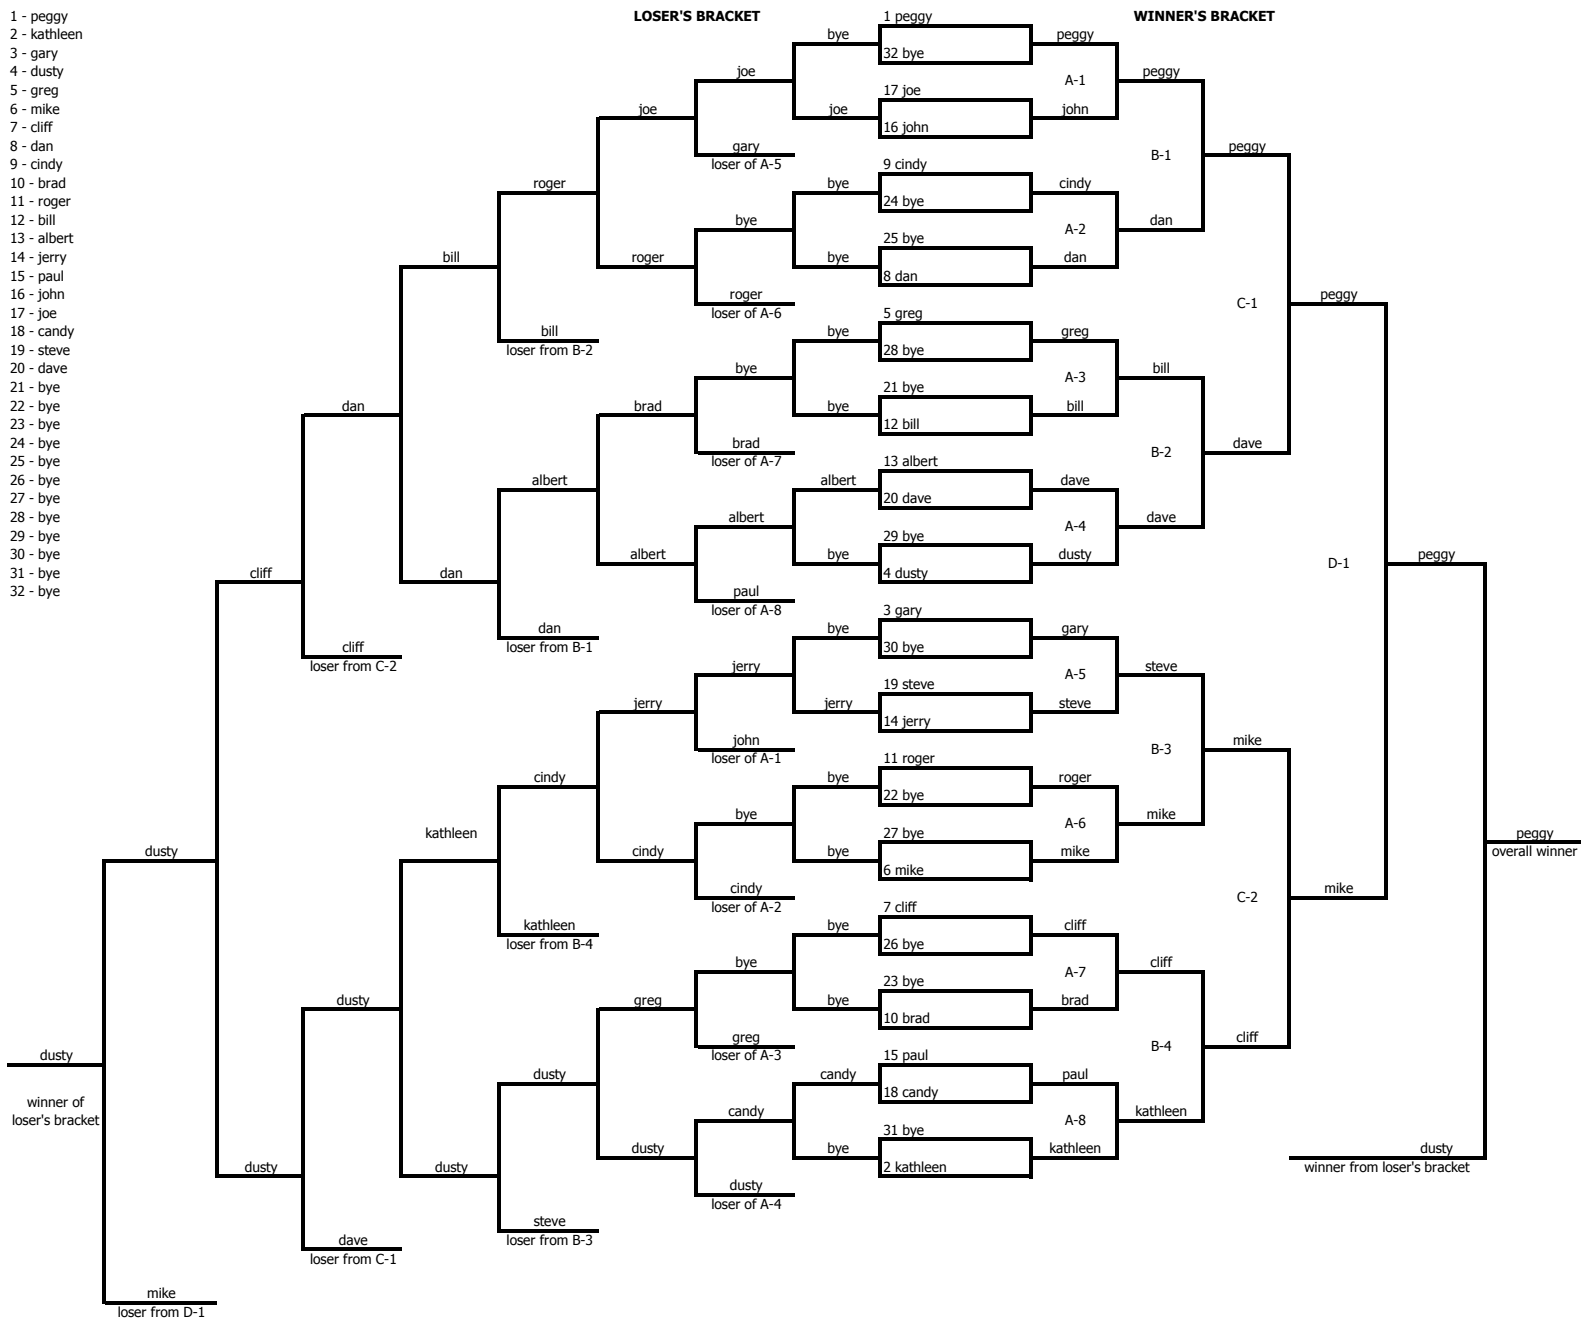 1 - peggy
2 - kathleen
3 - gary
4 - dusty
5 - greg
6 - mike
7 - cliff
8 - dan
9 - cindy
10 - brad
11 - roger
12 - bill
13 - albert
14 - jerry
15 - paul
16 - john
17 - joe
18 - candy
19 - steve
20 - dave
21 - bye
22 - bye
23 - bye
24 - bye
25 - bye
26 - bye
27 - bye
28 - bye
29 - bye
30 - bye
31 - bye
32 - bye
dusty
winner of
loser's bracket
dusty
mike
loser from D-1
cliff
dusty
dan
cliff
loser from C-2
dusty
dave
loser from C-1
bill
dan
kathleen
dusty
roger
bill
loser from B-2
albert
dan
loser from B-1
cindy
kathleen
loser from B-4
dusty
steve
loser from B-3
joe
roger
brad
albert
jerry
cindy
greg
dusty
LOSER'S BRACKET
joe
gary
loser of A-5
bye
roger
loser of A-6
bye
brad
loser of A-7
albert
paul
loser of A-8
jerry
john
loser of A-1
bye
cindy
loser of A-2
bye
greg
loser of A-3
candy
dusty
loser of A-4
bye
joe
bye
bye
bye
bye
albert
bye
bye
jerry
bye
bye
bye
bye
candy
bye
1 peggy
32 bye
17 joe
16 john
9 cindy
24 bye
25 bye
8 dan
5 greg
28 bye
21 bye
12 bill
13 albert
20 dave
29 bye
4 dusty
3 gary
30 bye
19 steve
14 jerry
11 roger
22 bye
27 bye
6 mike
7 cliff
26 bye
23 bye
10 brad
15 paul
18 candy
31 bye
2 kathleen
WINNER'S BRACKET
peggy
A-1
john
cindy
A-2
dan
greg
A-3
bill
dave
A-4
dusty
gary
A-5
steve
roger
A-6
mike
cliff
A-7
brad
paul
A-8
kathleen
peggy
B-1
dan
bill
B-2
dave
steve
B-3
mike
cliff
B-4
kathleen
peggy
C-1
dave
mike
C-2
cliff
peggy
D-1
mike
peggy
dusty
winner from loser's bracket
peggy
overall winner